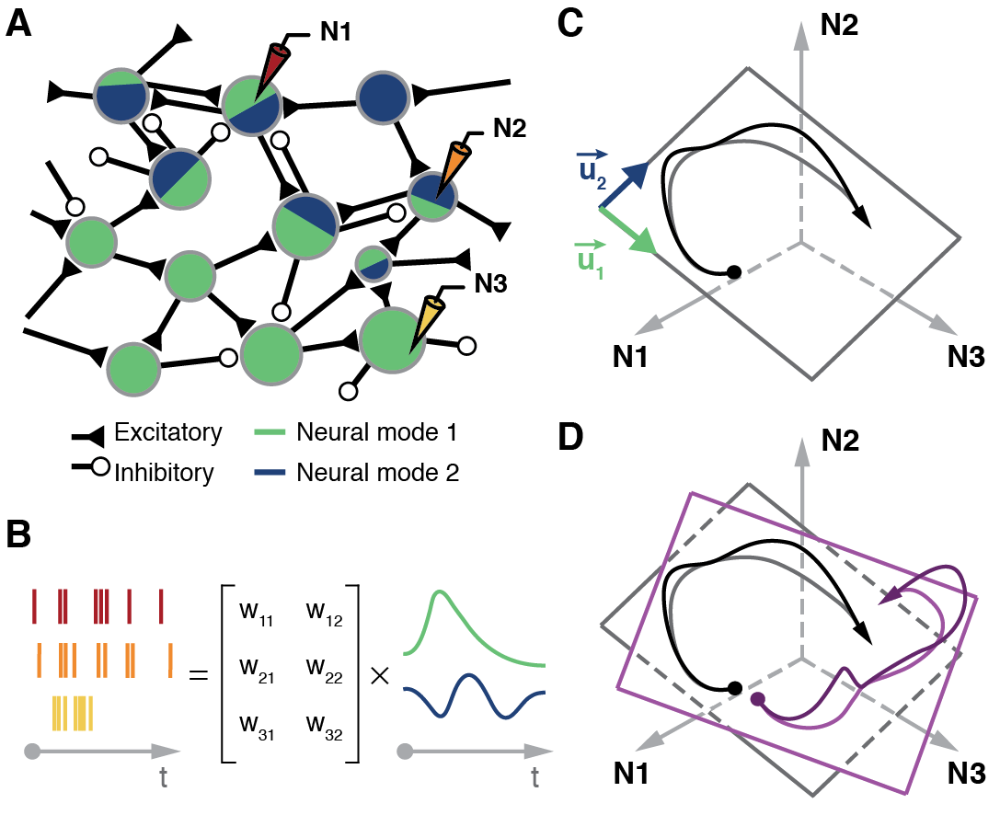 A
N1
N2
N3
Excitatory
Neural mode 1
Inhibitory
Neural mode 2
B
=
w11 w12
w21 w22
w31 w32
×
t
t
C
N2
u2
u1
N1
N3
D
N2
N1
N3